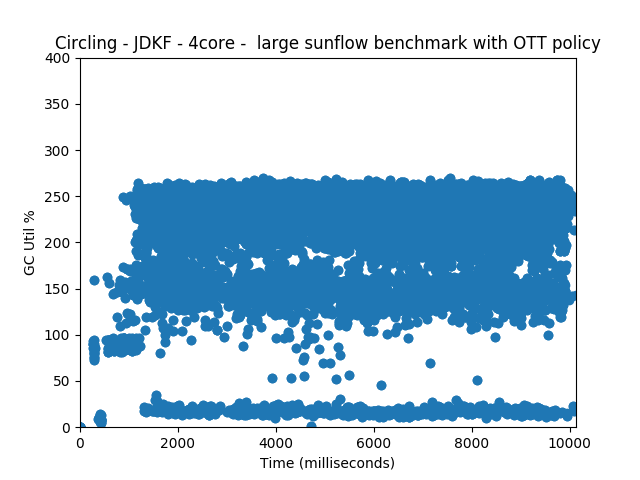 Circling - JDKF - 4core -  large sunflow benchmark with OTT policy
400
350
300
250
200
150
100
50
0
GC Util %
0 2000 4000 6000 8000 10000
Time (milliseconds)